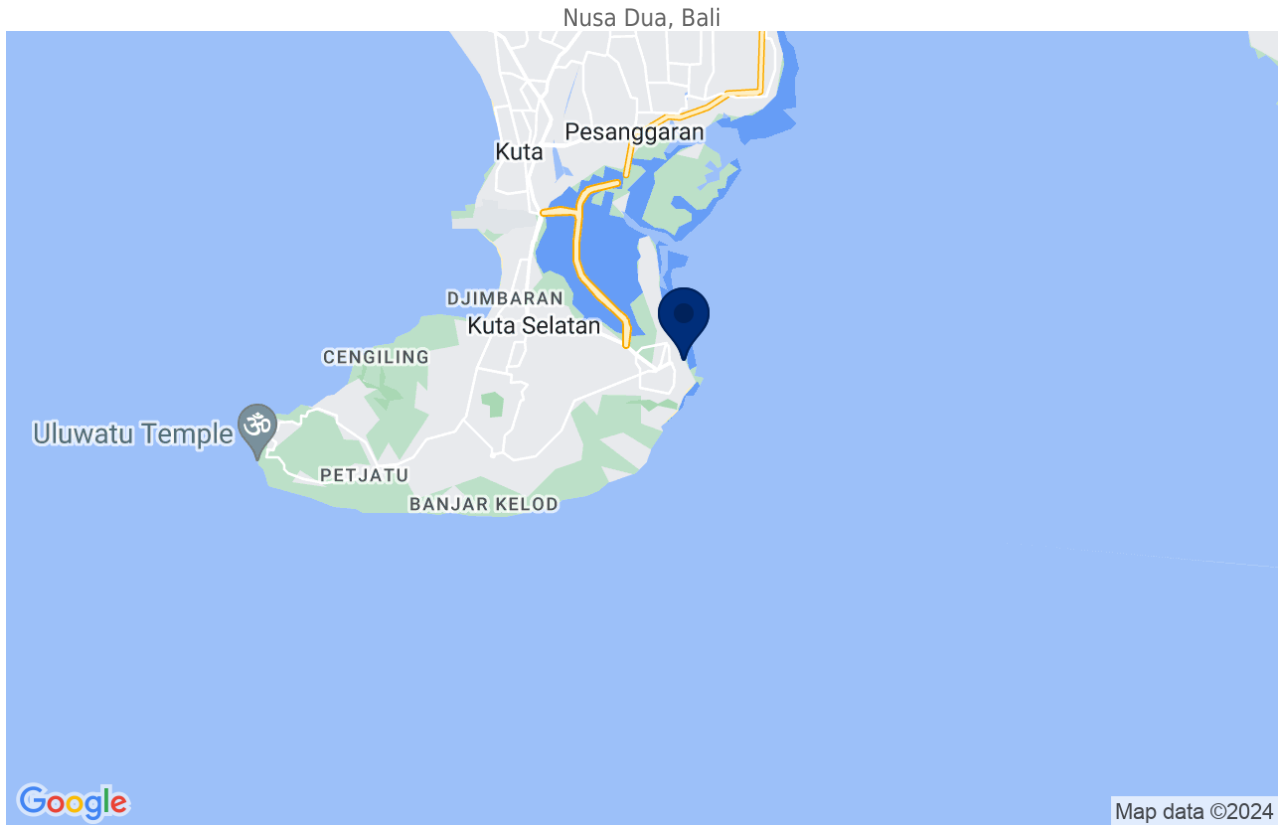 Nusa Dua, Bali
Pesanggaran
Kuta
DJIMBARAN
Kuta Selatan
CENGILING
Uluwatu Temple
PETJATU
BANJAR KELOD
Google
Map data ©2024